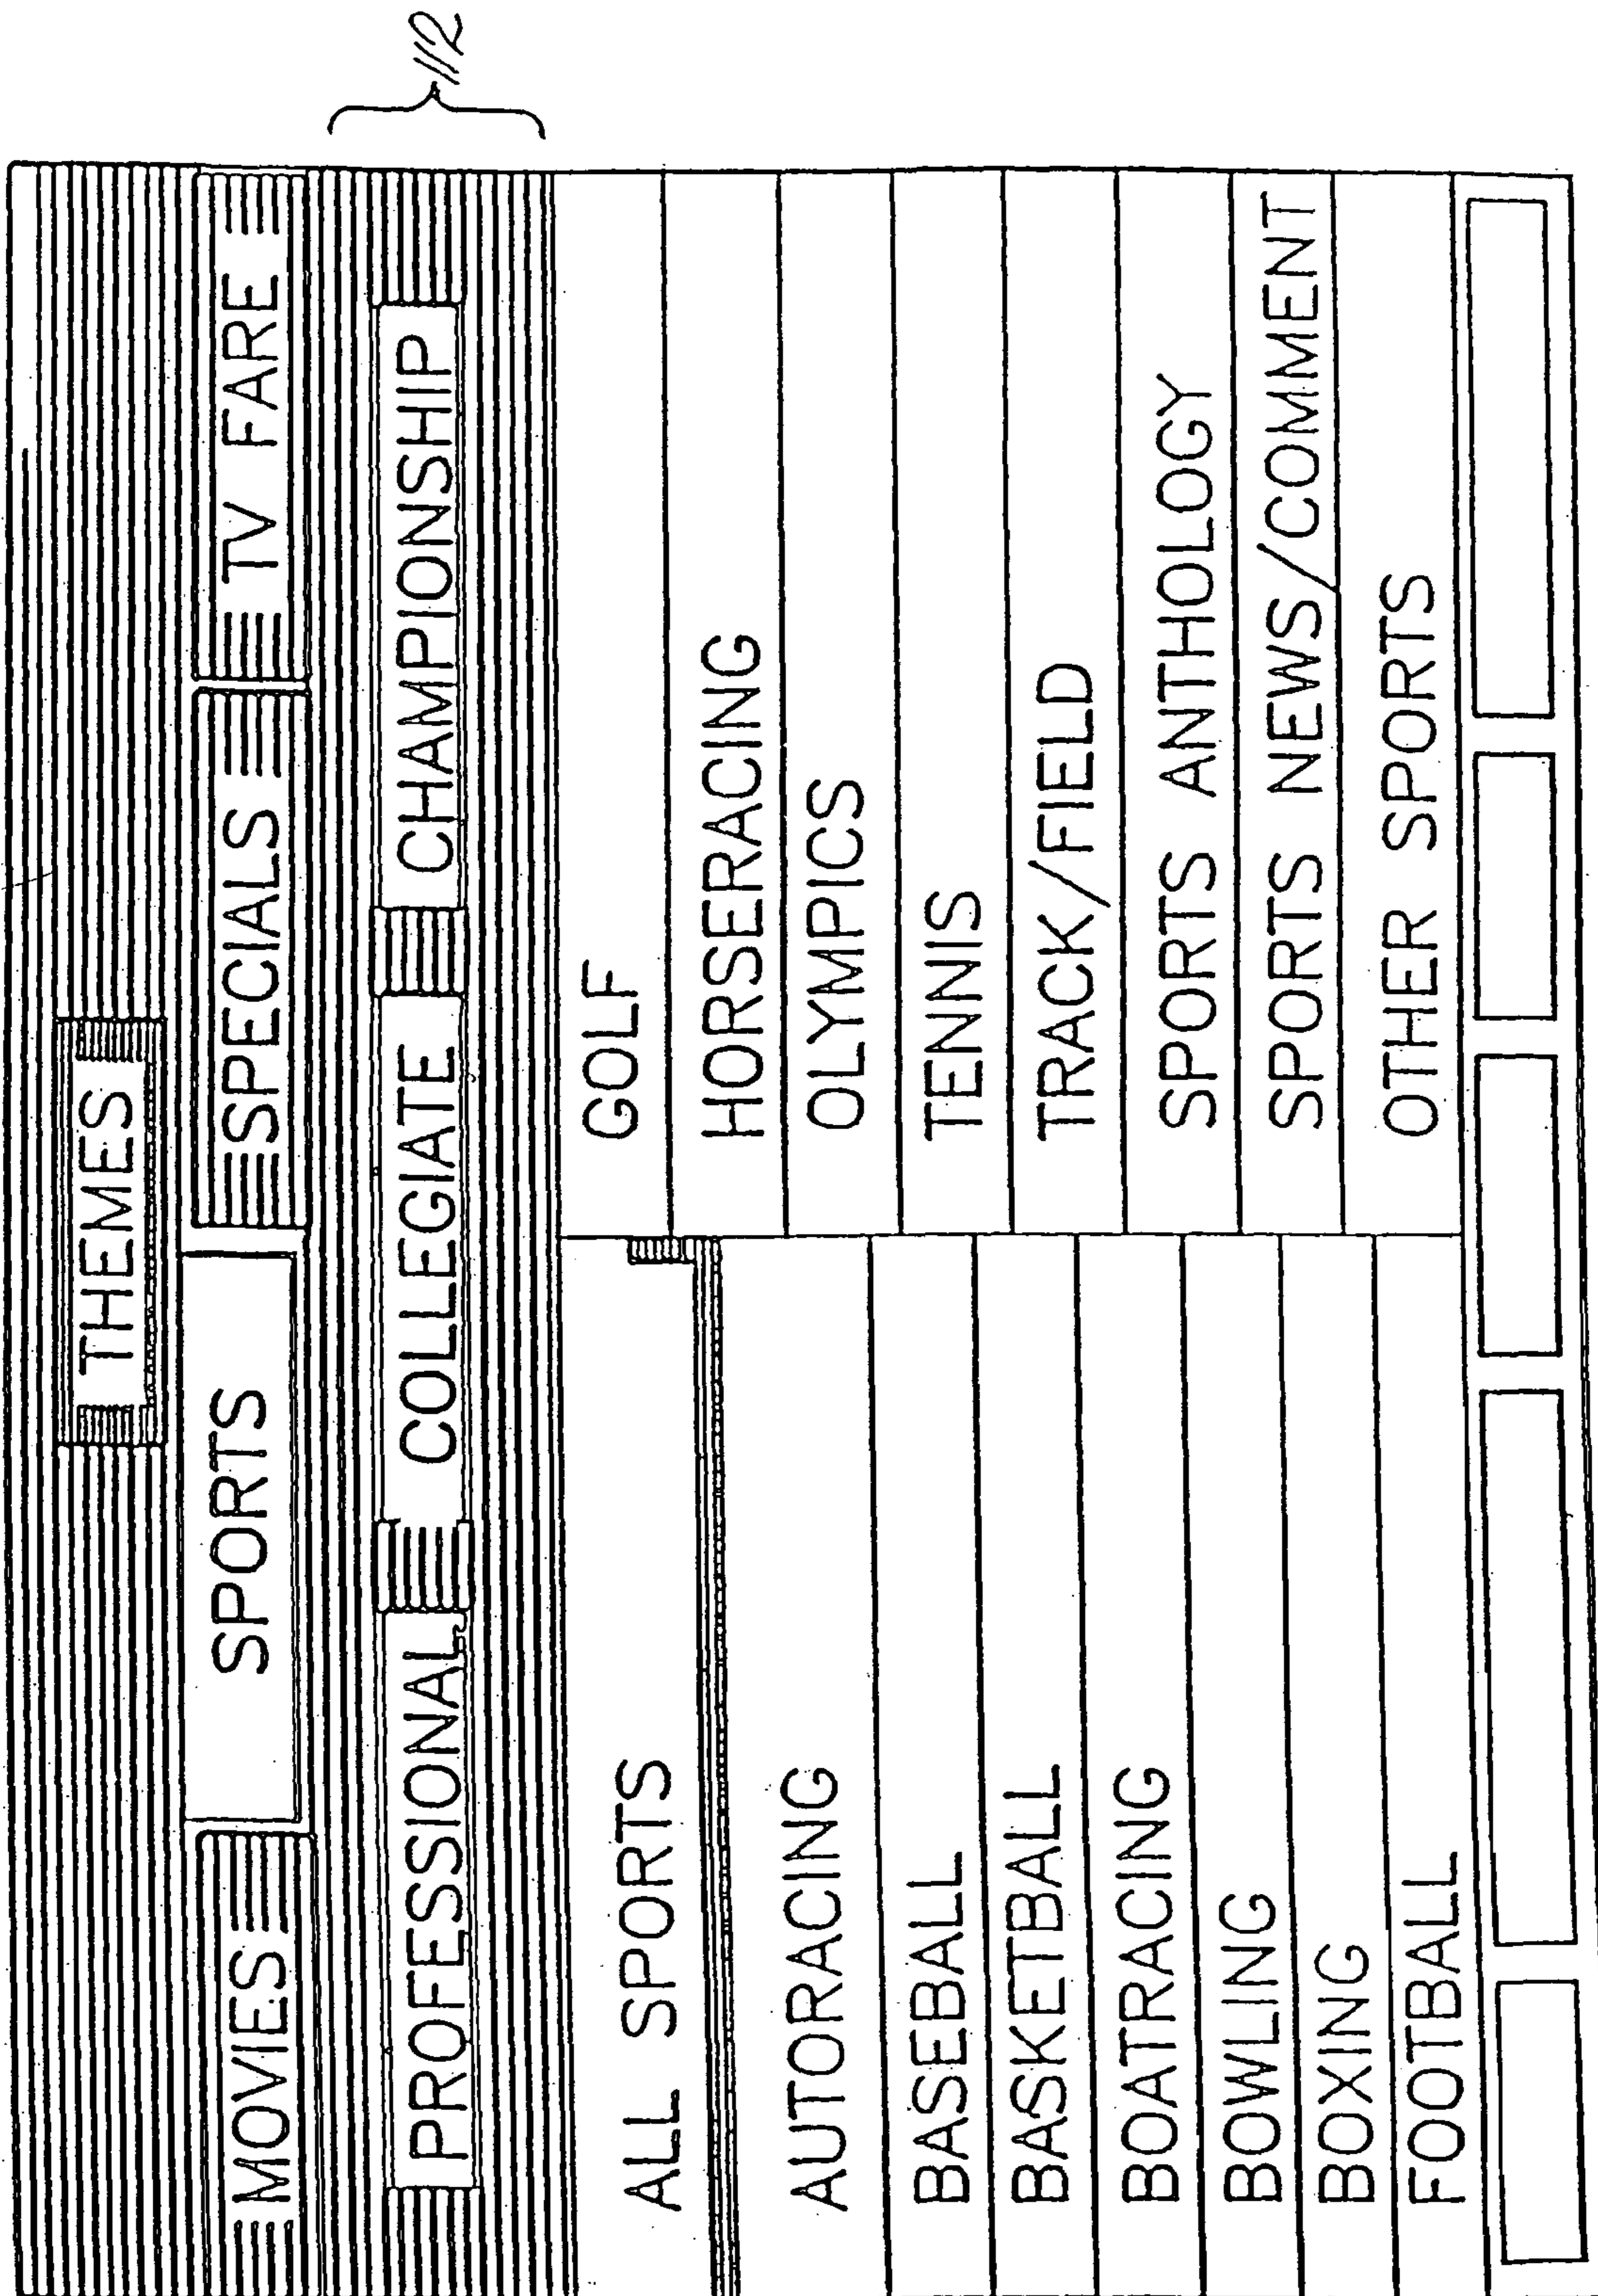 THEMES
MOVIES SPORTS SPECIALS TV FARE
PROFESSIONAL COLLEGIATE CHAMPIONSHIP
112
ALL SPORTS
AUTORACING
BASEBALL
BASKETBALL
BOATRACING
BOWLING
BOXING
FOOTBALL
GOLF
HORSERACING
OLYMPICS
TENNIS
TRACK/FIELD
SPORTS ANTHOLOGY
SPORTS NEWS/COMMENT
OTHER SPORTS